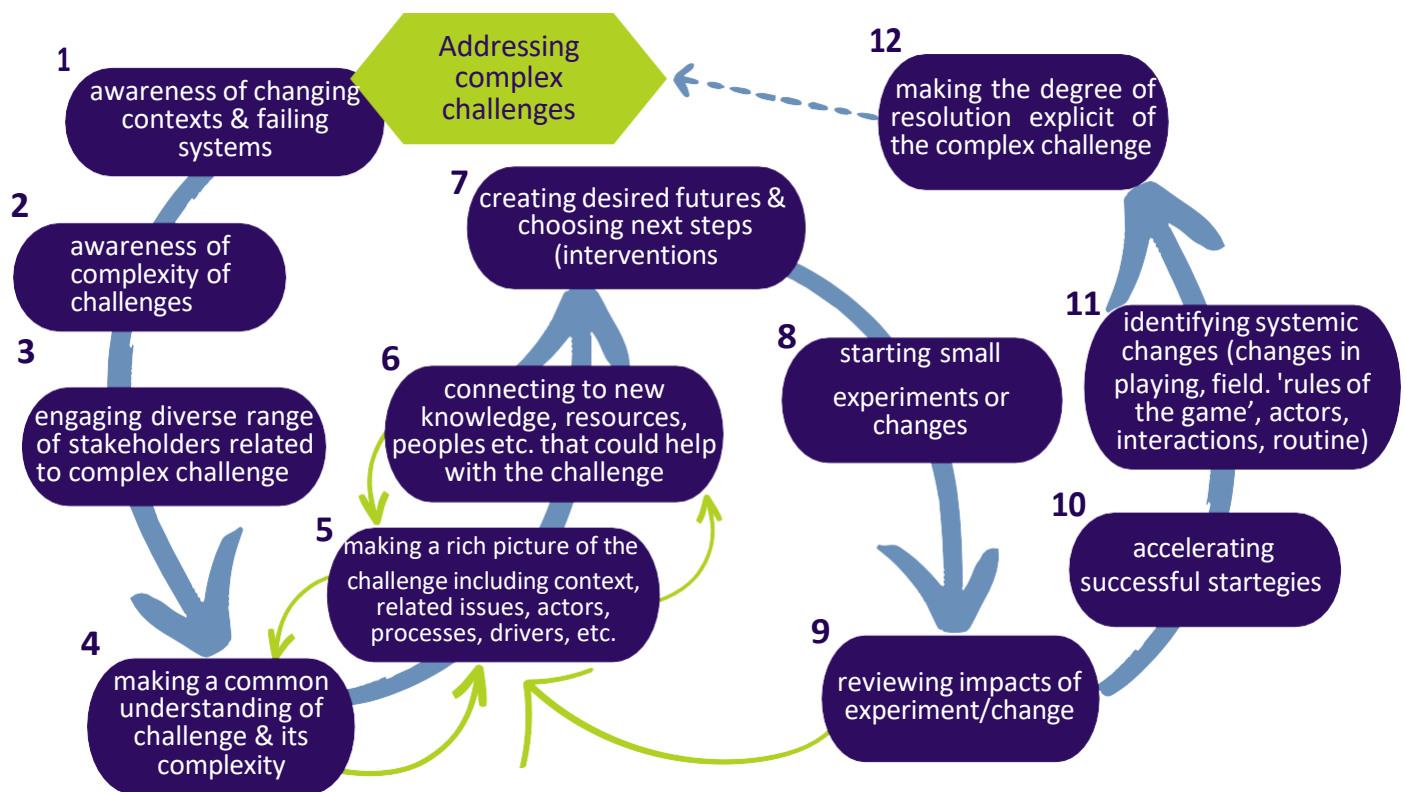 Addressing
complex
challenges
1
awareness of changing
contexts & failing
systems
2
awareness of
complexity of
challenges
3
engaging diverse range
of stakeholders related
to complex challenge
4
making a common
understanding of
challenge & its
complexity
5
making a rich picture of the
challenge including context,
related issues, actors,
processes, drivers, etc.
6
connecting to new
knowledge, resources,
peoples etc. that could help
with the challenge
7
creating desired futures &
choosing next steps
(interventions
8
starting small
experiments or
changes
9
reviewing impacts of
experiment/change
10
accelerating
successful startegies
11
identifying systemic
changes (changes in
playing, field. 'rules of
the game’, actors,
interactions, routine)
12
making the degree of
resolution explicit of
the complex challenge